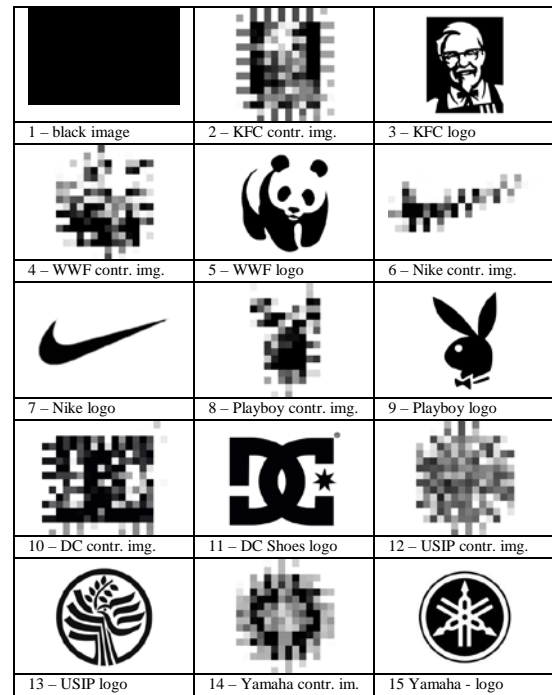 1 – black image
2 – KFC contr. img.
3 – KFC logo
4 – WWF contr. img.
5 – WWF logo
6 – Nike contr. img.
7 – Nike logo
8 – Playboy contr. img.
9 – Playboy logo
10 – DC contr. img.
11 – DC Shoes logo
12 – USIP contr. img.
13 – USIP logo
14 – Yamaha contr. im.
15 Yamaha - logo